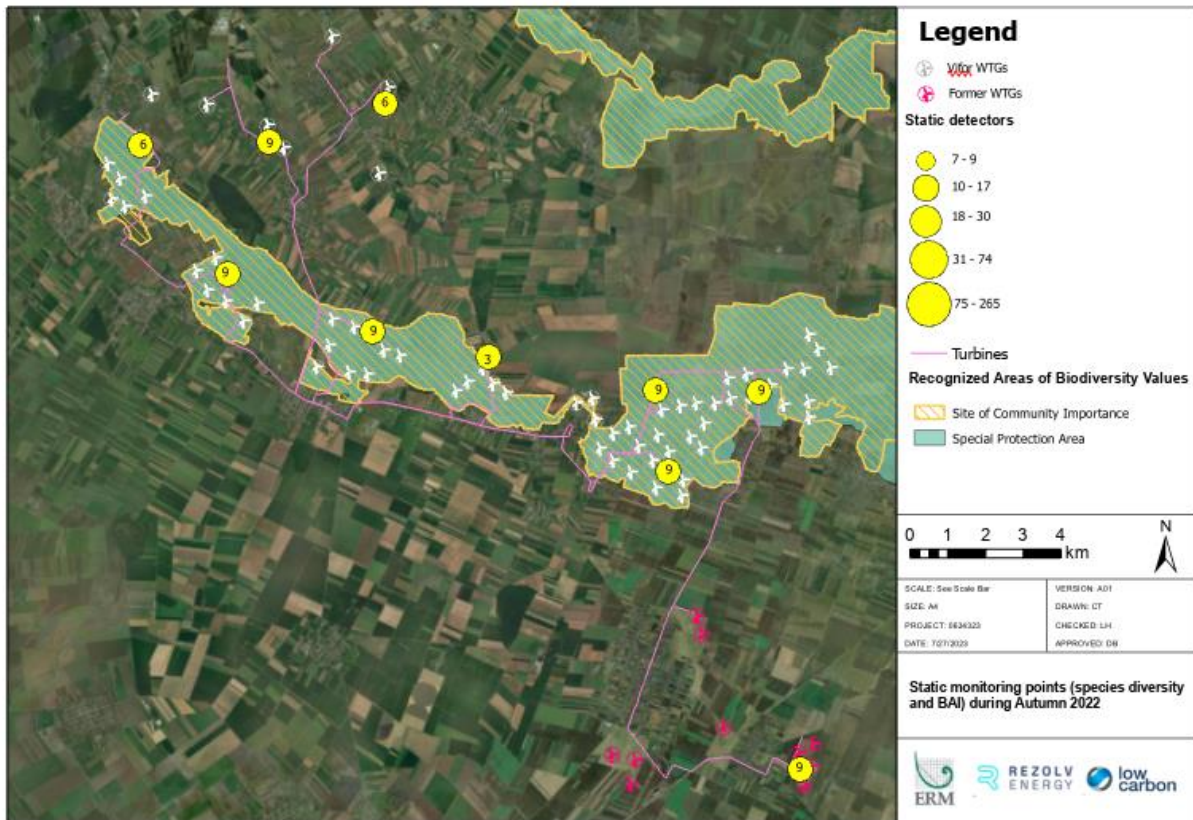 Legend
Vifor WTGs
Former WTGs
Static detectors
7 - 9
10 - 17
18 - 30
31 - 74
75 - 265
Turbines
Recognized Areas of Biodiversity Values
Site of Community Importance
Special Protection Area
0 1 2 3 4
km
N
SCALE: See Scale Bar
VERSION: A01
SIZE: A4
DRAWN: CT
PROJECT: 0634323
CHECKED: LH
DATE: 7/27/2023
APPROVED: DB
Static monitoring points (species diversity
and BAI) during Autumn 2022
ERM
REZOLV
ENERGY
low
carbon
6
9
6
9
9
3
9
9
9
9